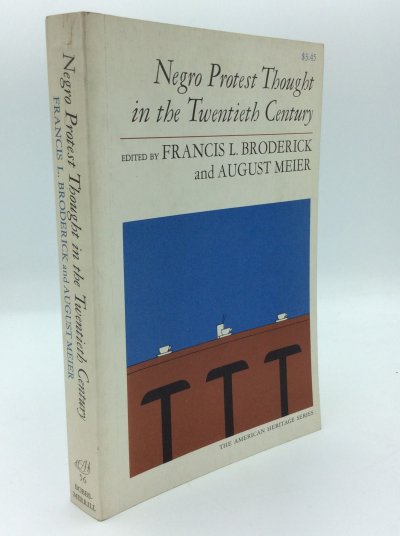 $3.45
Negro Protest Thought
in the Twentieth Century
EDITED BY FRANCIS L. BRODERICK
and AUGUST MEIER
THE AMERICAN HERITAGE SERIES
Negro Protest Thought in the Twentieth Century
FRANCIS L. BRODERICK and AUGUST MEIER
56
BOBBS-
MERRILL